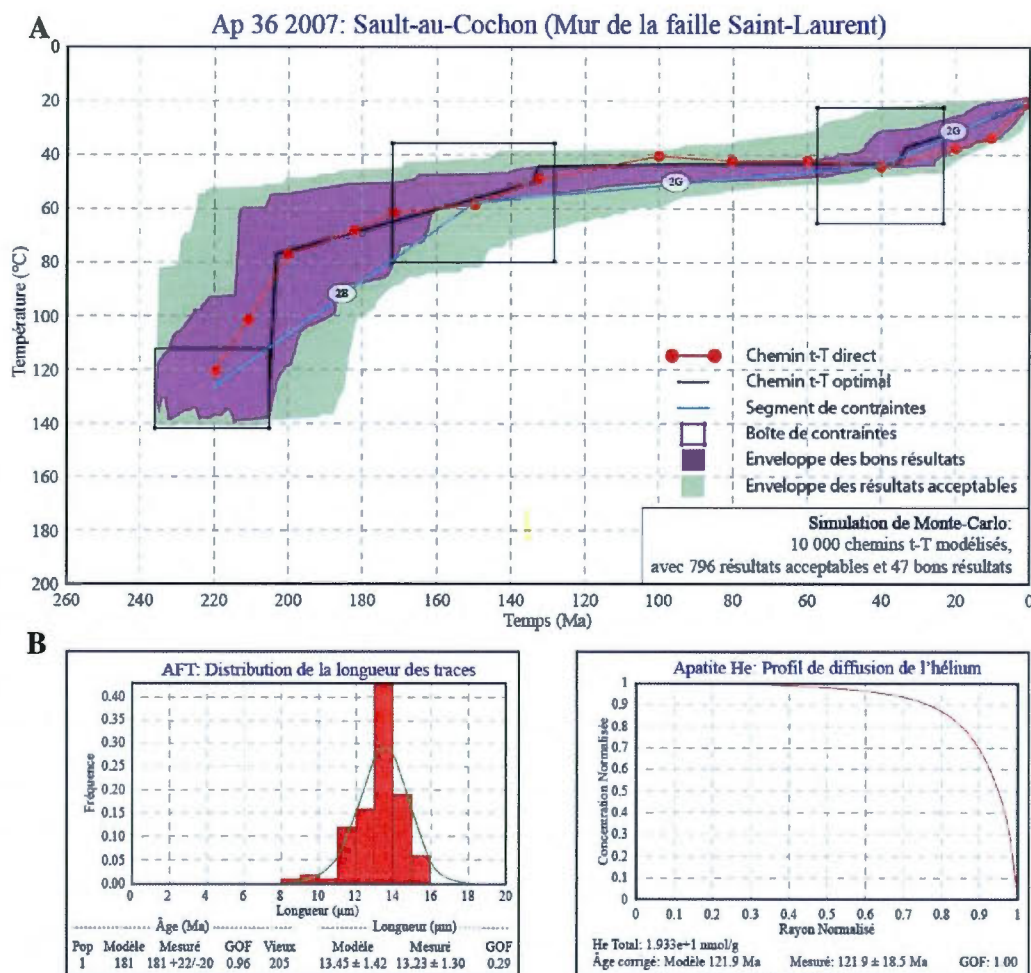 A
Ap 36 2007: Sault-au-Cochon (Mur de la faille Saint-Laurent)
Température (°C)
0
20
40
60
80
100
120
140
160
180
200
2B
2G
2G
Chemin t-T direct
Chemin t-T optimal
Segment de contraintes
Boîte de contraintes
Enveloppe des bons résultats
Enveloppe des résultats acceptables
Simulation de Monte-Carlo:
10 000 chemins t-T modélisés,
avec 796 résultats acceptables et 47 bons résultats
260 240 220 200 180 160 140 120 100 80 60 40 20 0
Temps (Ma)
B
AFT: Distribution de la longueur des traces
Fréquence
0.40
0.35
0.30
0.25
0.20
0.15
0.10
0.05
0.00
0 2 4 6 8 10 12 14 16 18 20
Longueur (µm)
Âge (Ma) Longueur (µm)
Pop Modèle Mesuré GOF Vieux Modèle Mesuré GOF
1 181 181 +22/-20 0.96 205 13.45 ± 1.42 13.23 ± 1.30 0.29
Apatite He: Profil de diffusion de l'hélium
Concentration Normalisée
1
0.9
0.8
0.7
0.6
0.5
0.4
0.3
0.2
0.1
0
0 0.1 0.2 0.3 0.4 0.5 0.6 0.7 0.8 0.9 1
Rayon Normalisé
He Total: 1.933e+1 nmol/g
Âge corrigé: Modèle 121.9 Ma Mesuré: 121.9 ± 18.5 Ma GOF: 1.00